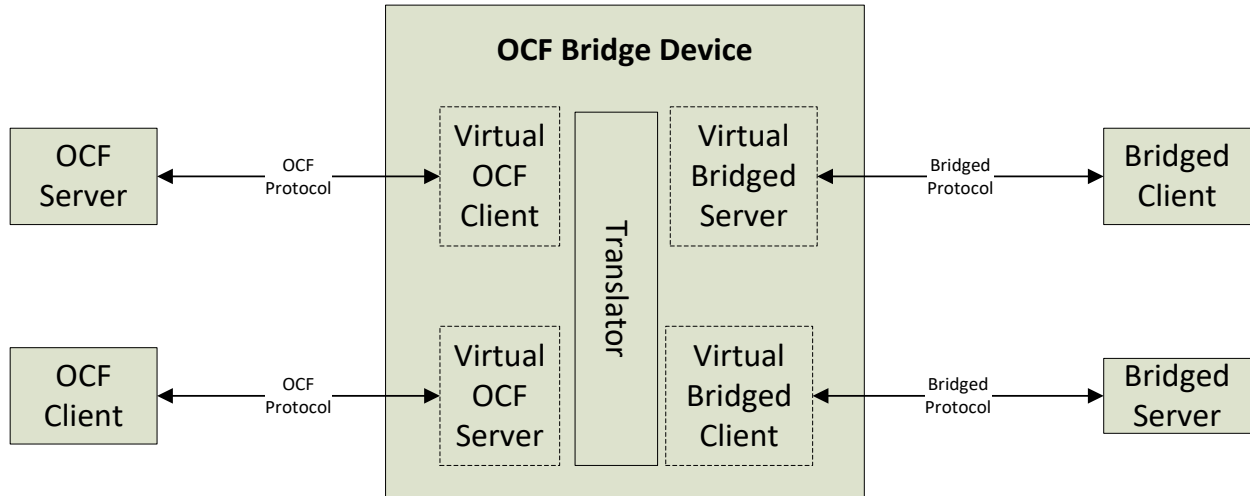 OCF Bridge Device
OCF
Server
OCF
Protocol
Virtual
OCF
Client
Translator
Virtual
Bridged
Server
Bridged
Protocol
Bridged
Client
OCF
Client
OCF
Protocol
Virtual
OCF
Server
Virtual
Bridged
Client
Bridged
Protocol
Bridged
Server